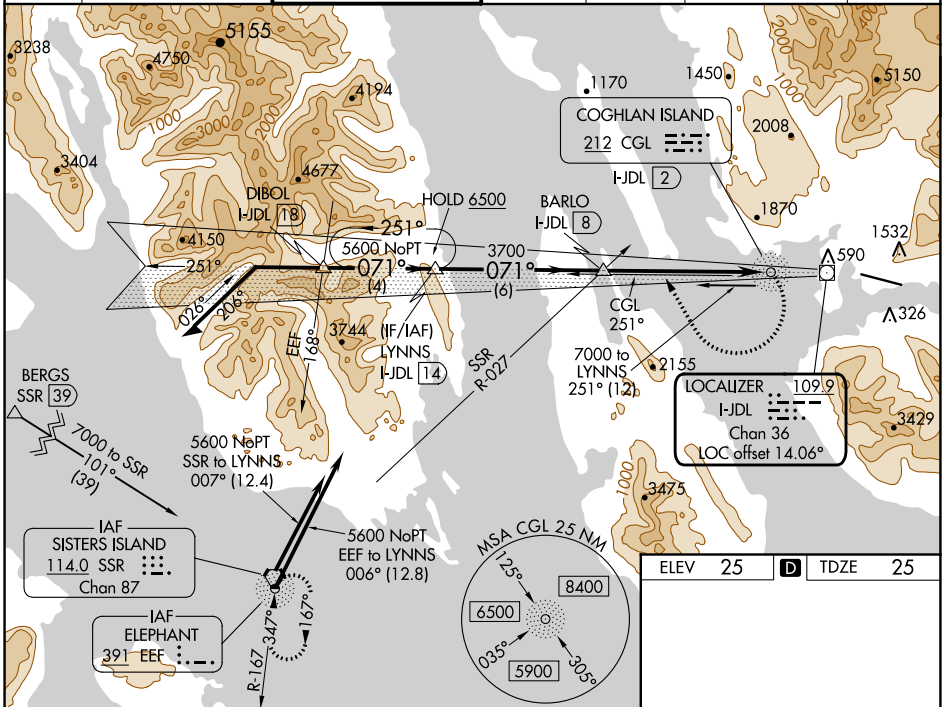 5155
3238
4750
1000
3000
2000
4194
3404
4677
4150
3744
1170
1450
2000
1000
5150
2008
1870
1532
590
326
COGHLAN ISLAND
212 CGL
I-JDL 2
DIBOL
I-JDL 18
HOLD 6500
BARLO
I-JDL 8
251°
5600 NoPT
071°
(4)
3700
071°
(6)
251°
026°
206°
EEF
168°
(IF/IAF)
LYNNS
I-JDL 14
SSR
R-027
CGL
251°
7000 to
LYNNS
251° (12)
2155
LOCALIZER 109.9
I-JDL
Chan 36
LOC offset 14.06°
3429
1000
3475
BERGS
SSR 39
7000 to SSR
101°
(39)
5600 NoPT
SSR to LYNNS
007° (12.4)
5600 NoPT
EEF to LYNNS
006° (12.8)
IAF
SISTERS ISLAND
114.0 SSR
Chan 87
IAF
ELEPHANT
391 EEF
R-167
347°
167°
MSA CGL 25 NM
125°
8400
6500
035°
305°
5900
ELEV 25 D TDZE 25